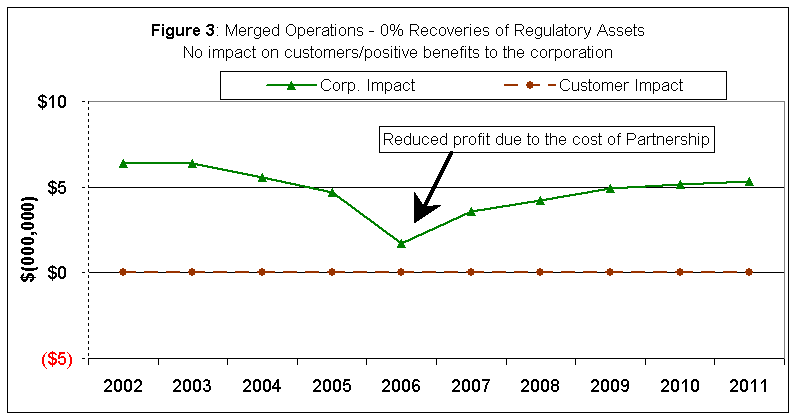 Figure 3: Merged Operations - 0% Recoveries of Regulatory Assets
No impact on customers/positive benefits to the corporation
Corp. Impact
Customer Impact
$10
Reduced profit due to the cost of Partnership
$5
$(000,000)
$0
($5)
2002 2003 2004 2005 2006 2007 2008 2009 2010 2011